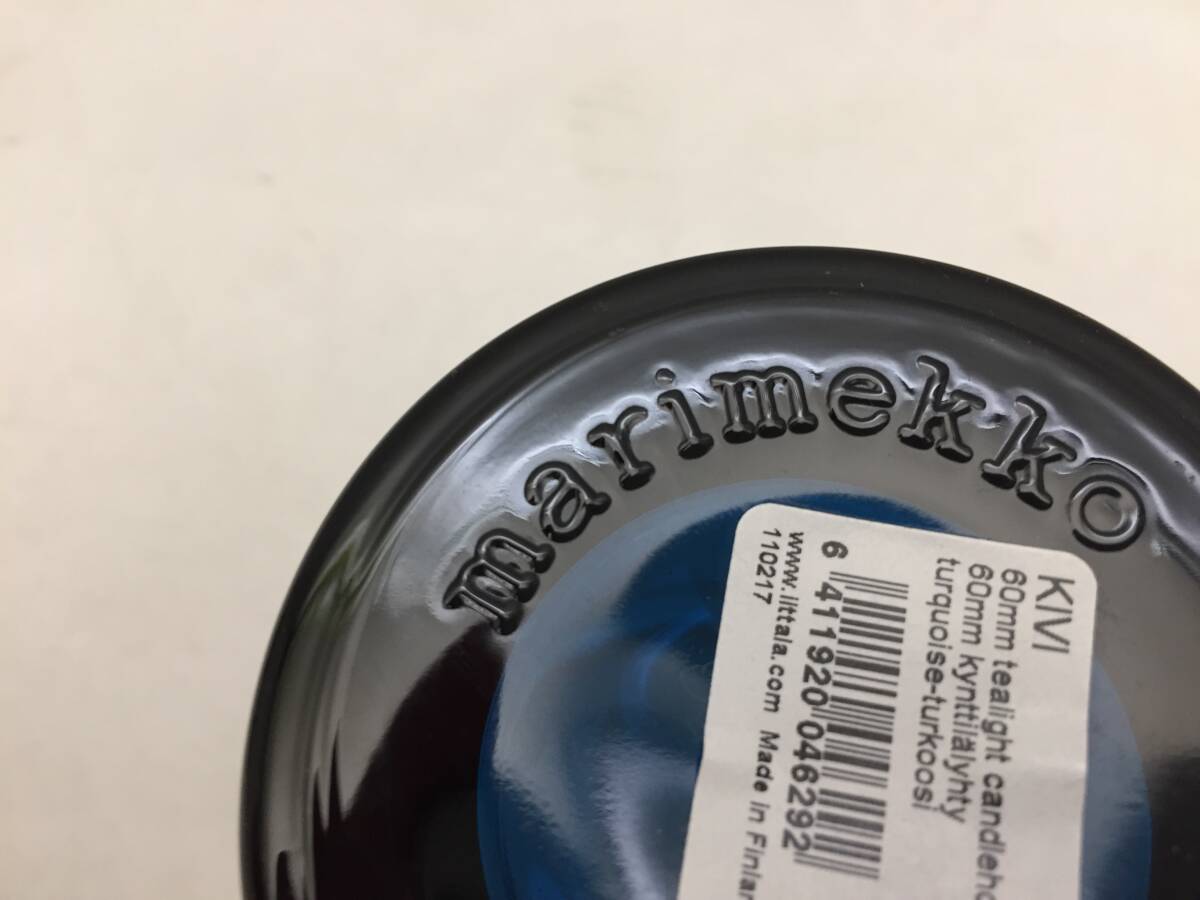 marimekko
KIVI
60mm tealight candleho
60mm kynttilälyhty
turquoise-turkoosi
6 411920 046292
www.iittala.com Made in Finlan
110217